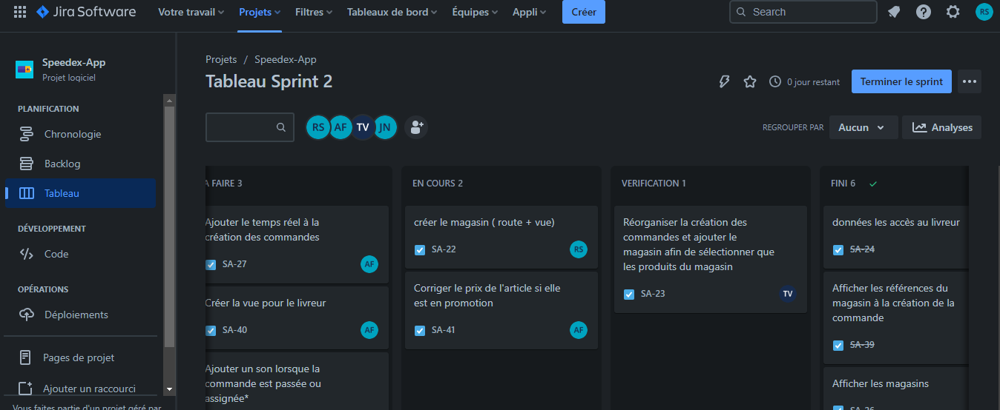 Jira Software
Votre travail
Projets
Filtres
Tableaux de bord
Équipes
Appli
Créer
Search
RS
Speedex-App
Projet logiciel
PLANIFICATION
Chronologie
Backlog
Tableau
DÉVELOPPEMENT
Code
OPÉRATIONS
Déploiements
Pages de projet
Ajouter un raccourci
Vous faites partie d'un projet géré par
Projets / Speedex-App
Tableau Sprint 2
0 jour restant
Terminer le sprint
RS AF TV JN
REGROUPER PAR
Aucun
Analyses
A FAIRE 3
Ajouter le temps réel à la
création des commandes
SA-27
AF
Créer la vue pour le livreur
SA-40
AF
Ajouter un son lorsque la
commande est passée ou
assignée*
EN COURS 2
créer le magasin ( route + vue)
SA-22
RS
Corriger le prix de l'article si elle
est en promotion
SA-41
AF
VERIFICATION 1
Réorganiser la création des
commandes et ajouter le
magasin afin de sélectionner que
les produits du magasin
SA-23
TV
FINI 6
données les accès au livreur
SA-24
Afficher les références du
magasin à la création de la
commande
SA-39
Afficher les magasins
SA-26